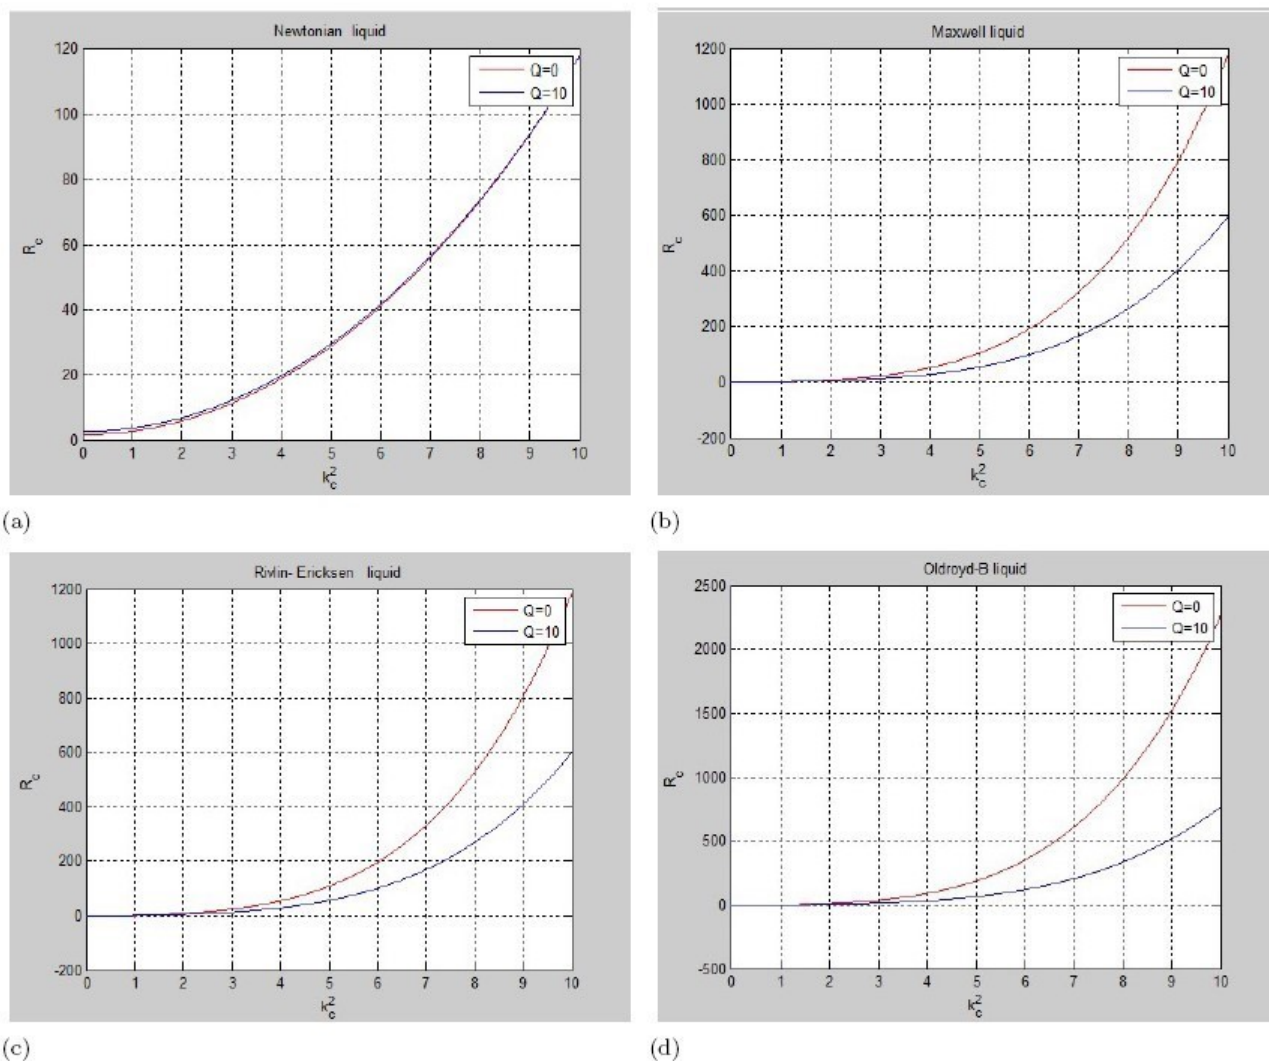 Newtonian liquid
120
100
80
60
40
20
0
R_c
0 1 2 3 4 5 6 7 8 9 10
k_c^2
Q=0
Q=10
(a)
Maxwell liquid
1200
1000
800
600
400
200
0
-200
R_c
0 1 2 3 4 5 6 7 8 9 10
k_c^2
Q=0
Q=10
(b)
Rivlin- Ericksen liquid
1200
1000
800
600
400
200
0
-200
R_c
0 1 2 3 4 5 6 7 8 9 10
k_c^2
Q=0
Q=10
(c)
Oldroyd-B liquid
2500
2000
1500
1000
500
0
-500
R_c
0 1 2 3 4 5 6 7 8 9 10
k_c^2
Q=0
Q=10
(d)